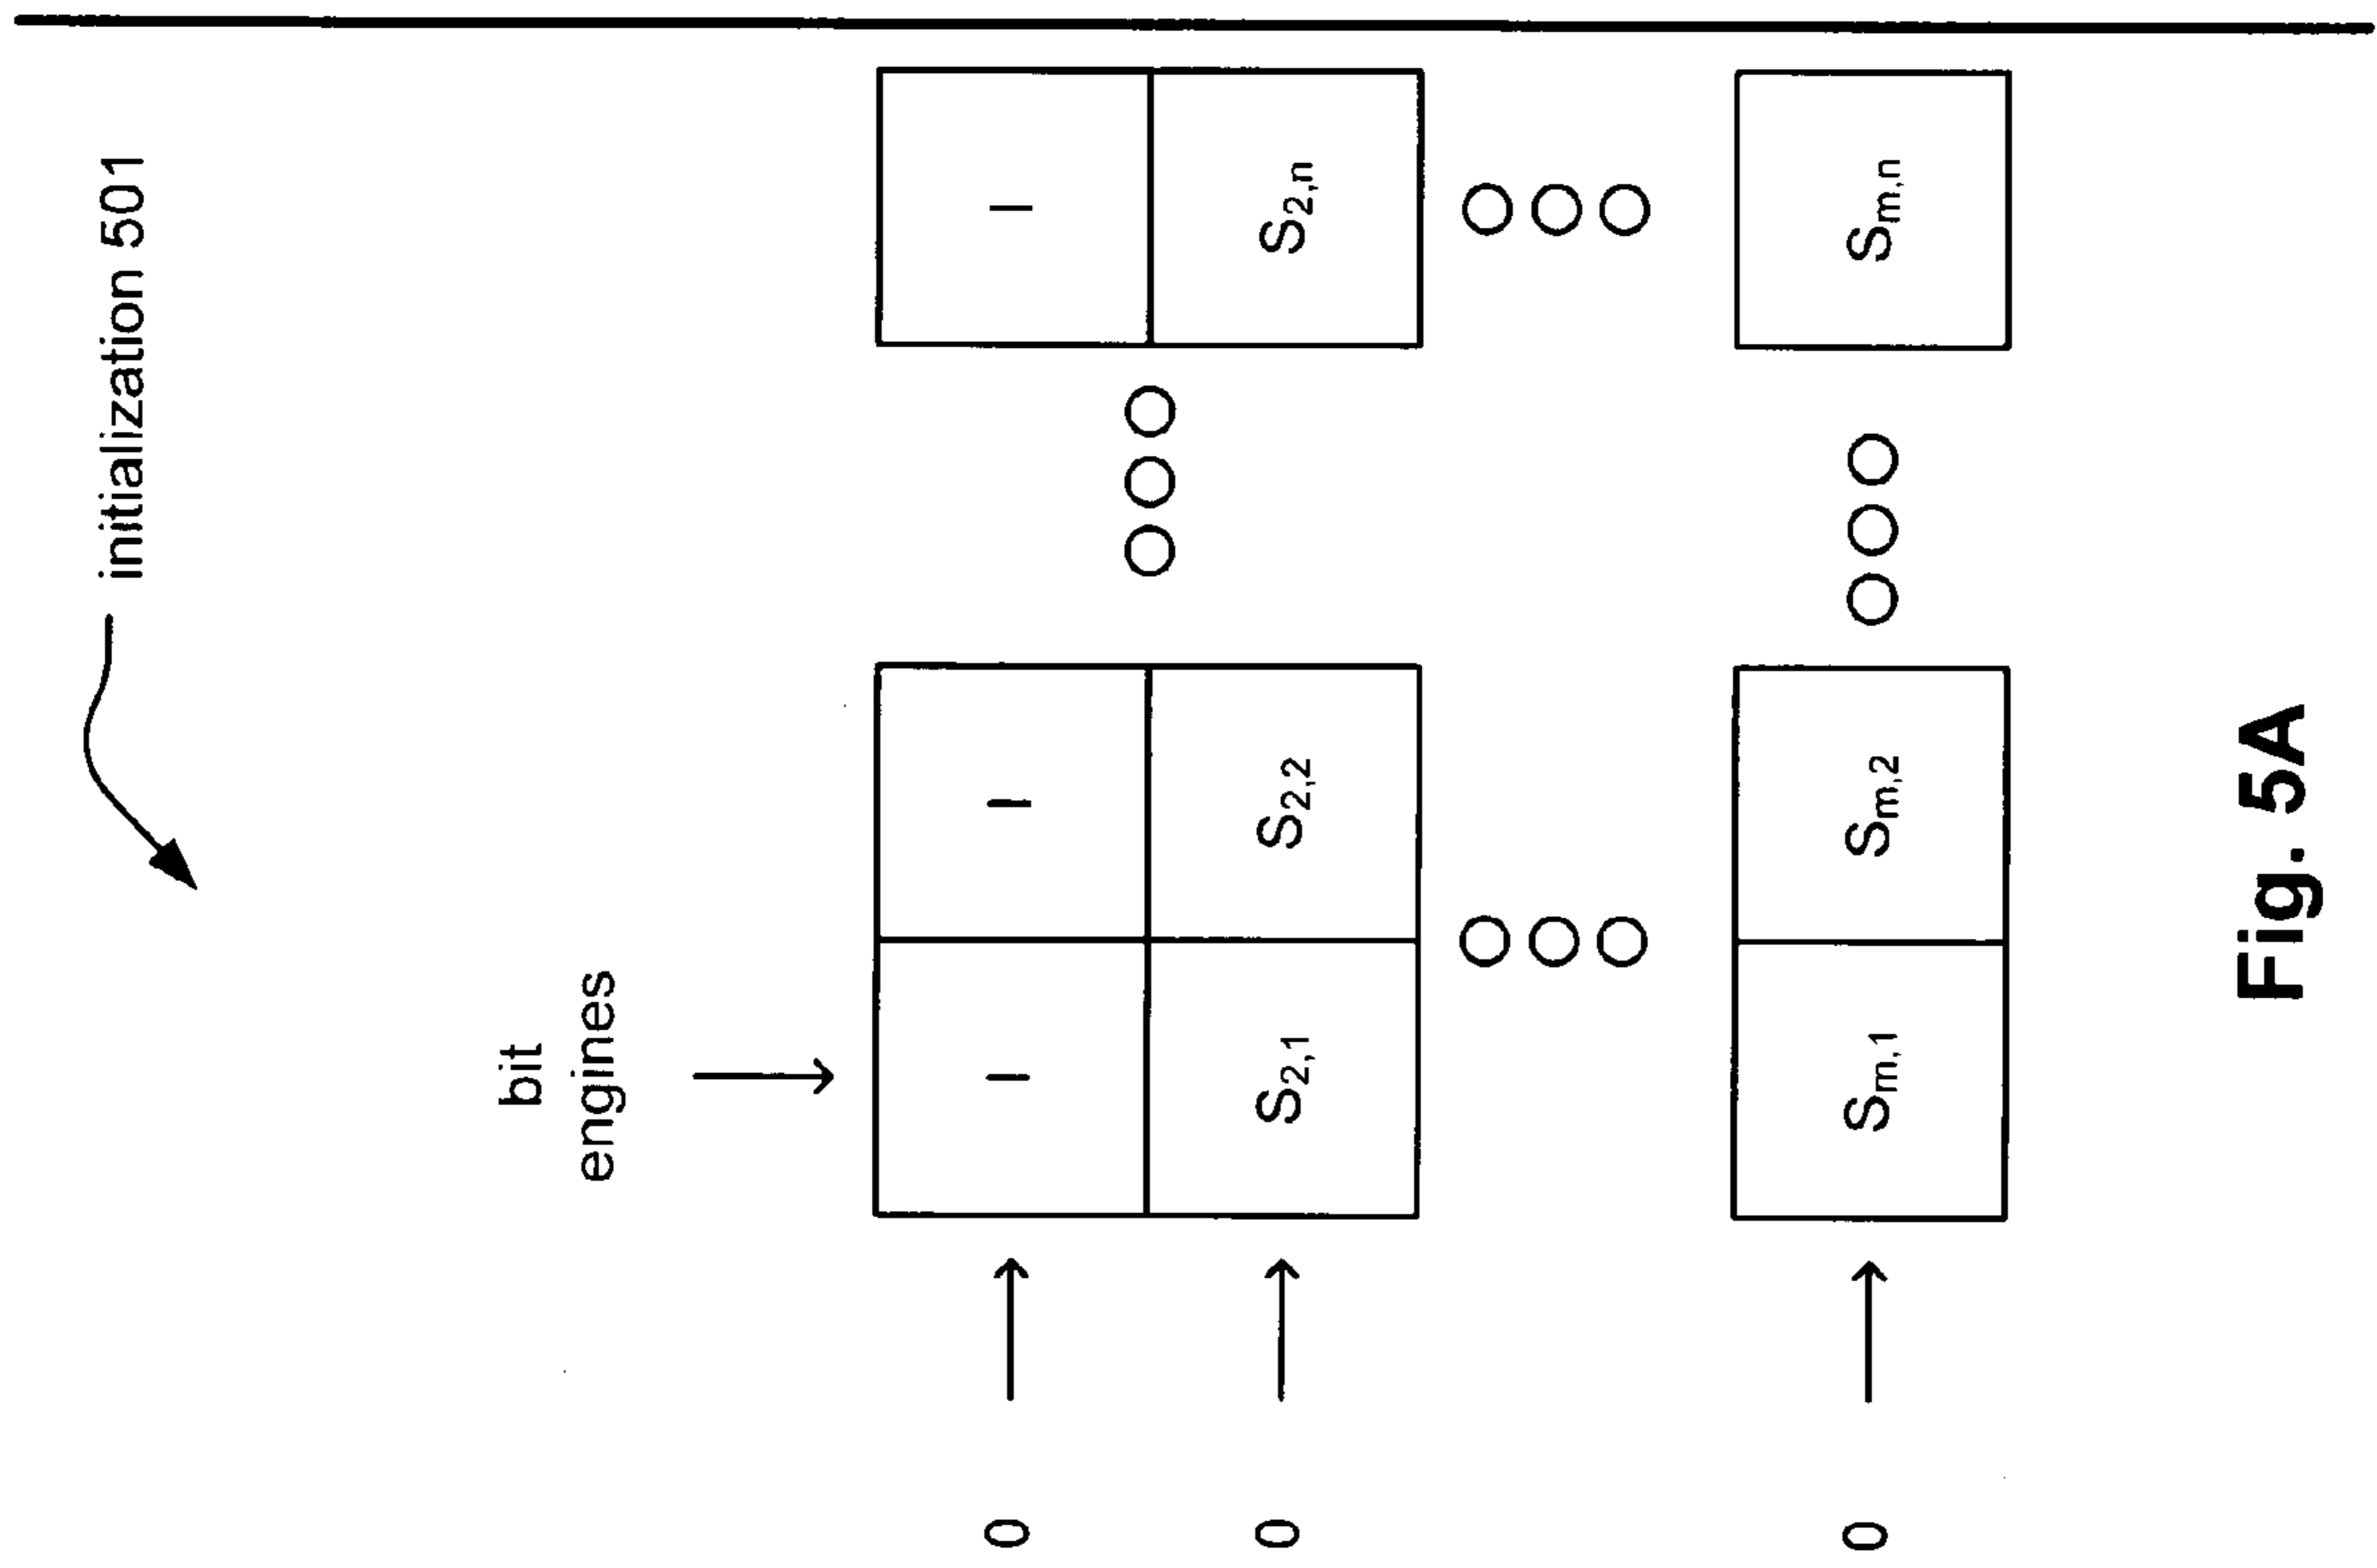 initialization 501
bit
engines
0 I I I
0 S2,1 S2,2 S2,n
0 Sm,1 Sm,2 Sm,n
Fig. 5A